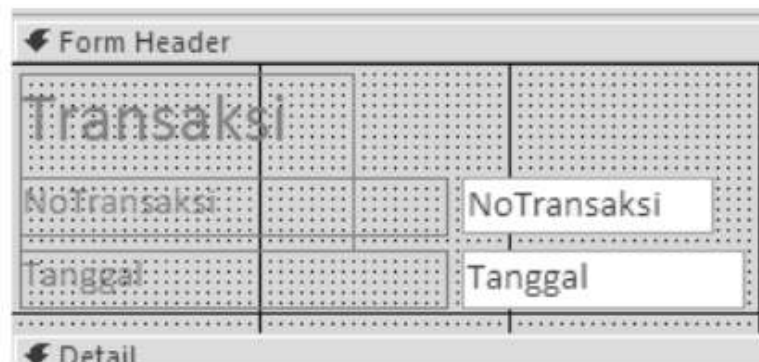 Form Header
Transaksi
NoTransaksi NoTransaksi
Tanggal Tanggal
Detail